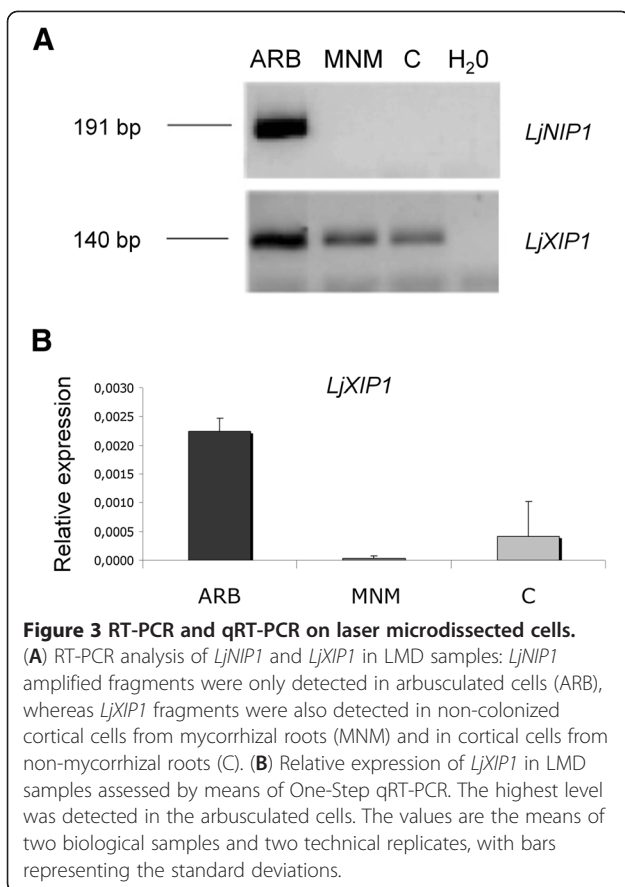 A
ARB MNM C H20
191 bp LjNIP1
140 bp LjXIP1
B
LjXIP1
Relative expression
0,0030
0,0025
0,0020
0,0015
0,0010
0,0005
0,0000
ARB MNM C
Figure 3 RT-PCR and qRT-PCR on laser microdissected cells.
(A) RT-PCR analysis of LjNIP1 and LjXIP1 in LMD samples: LjNIP1
amplified fragments were only detected in arbusculated cells (ARB),
whereas LjXIP1 fragments were also detected in non-colonized
cortical cells from mycorrhizal roots (MNM) and in cortical cells from
non-mycorrhizal roots (C). (B) Relative expression of LjXIP1 in LMD
samples assessed by means of One-Step qRT-PCR. The highest level
was detected in the arbusculated cells. The values are the means of
two biological samples and two technical replicates, with bars
representing the standard deviations.